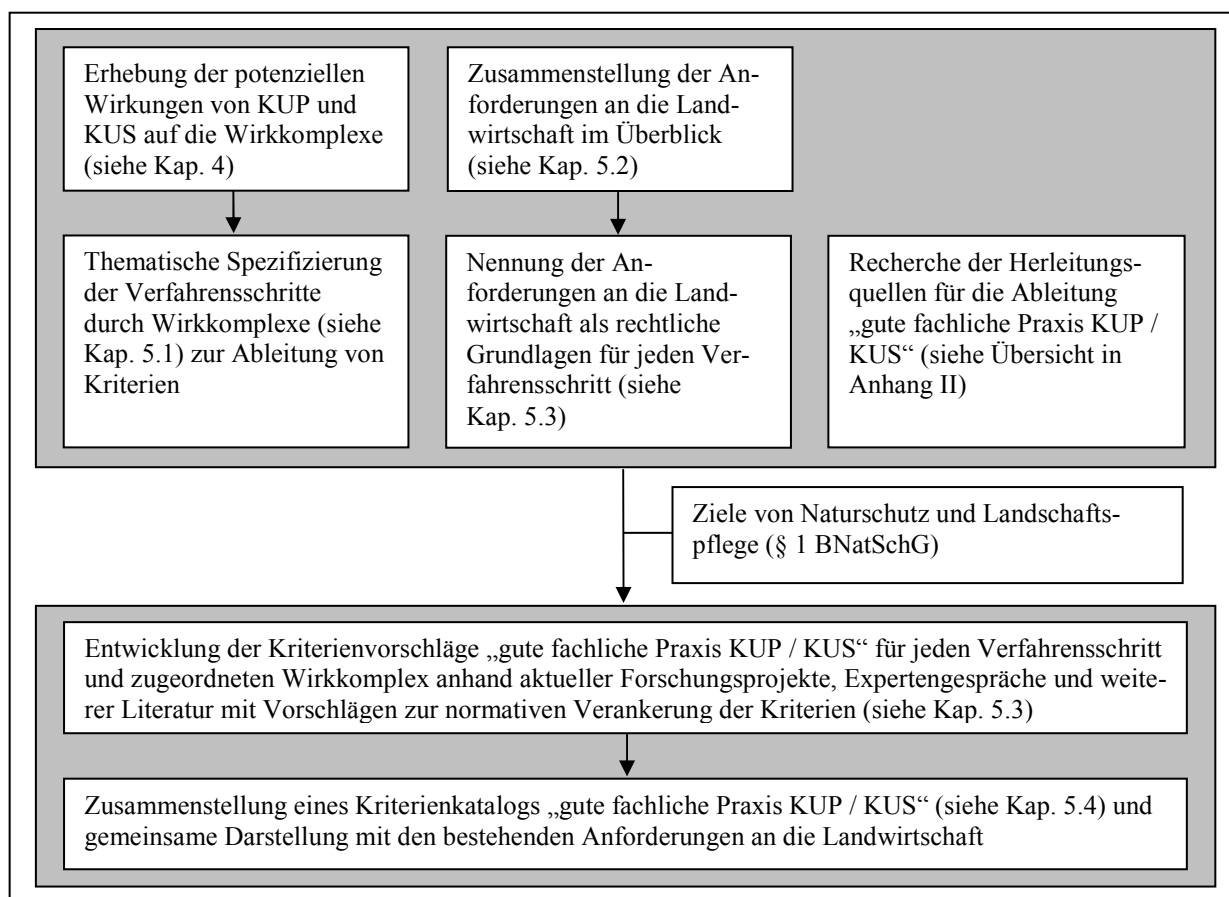 Erhebung der potenziellen
Wirkungen von KUP und
KUS auf die Wirkkomplexe
(siehe Kap. 4)
Zusammenstellung der An-
forderungen an die Land-
wirtschaft im Überblick
(siehe Kap. 5.2)
Thematische Spezifizierung
der Verfahrensschritte
durch Wirkkomplexe (siehe
Kap. 5.1) zur Ableitung von
Kriterien
Nennung der An-
forderungen an die Land-
wirtschaft als rechtliche
Grundlagen für jeden Ver-
fahrensschritt (siehe
Kap. 5.3)
Recherche der Herleitungs-
quellen für die Ableitung
„gute fachliche Praxis KUP /
KUS“ (siehe Übersicht in
Anhang II)
Ziele von Naturschutz und Landschafts-
pflege (§ 1 BNatSchG)
Entwicklung der Kriterienvorschläge „gute fachliche Praxis KUP / KUS“ für jeden Verfahrensschritt
und zugeordneten Wirkkomplex anhand aktueller Forschungsprojekte, Expertengespräche und weite-
rer Literatur mit Vorschlägen zur normativen Verankerung der Kriterien (siehe Kap. 5.3)
Zusammenstellung eines Kriterienkatalogs „gute fachliche Praxis KUP / KUS“ (siehe Kap. 5.4) und
gemeinsame Darstellung mit den bestehenden Anforderungen an die Landwirtschaft